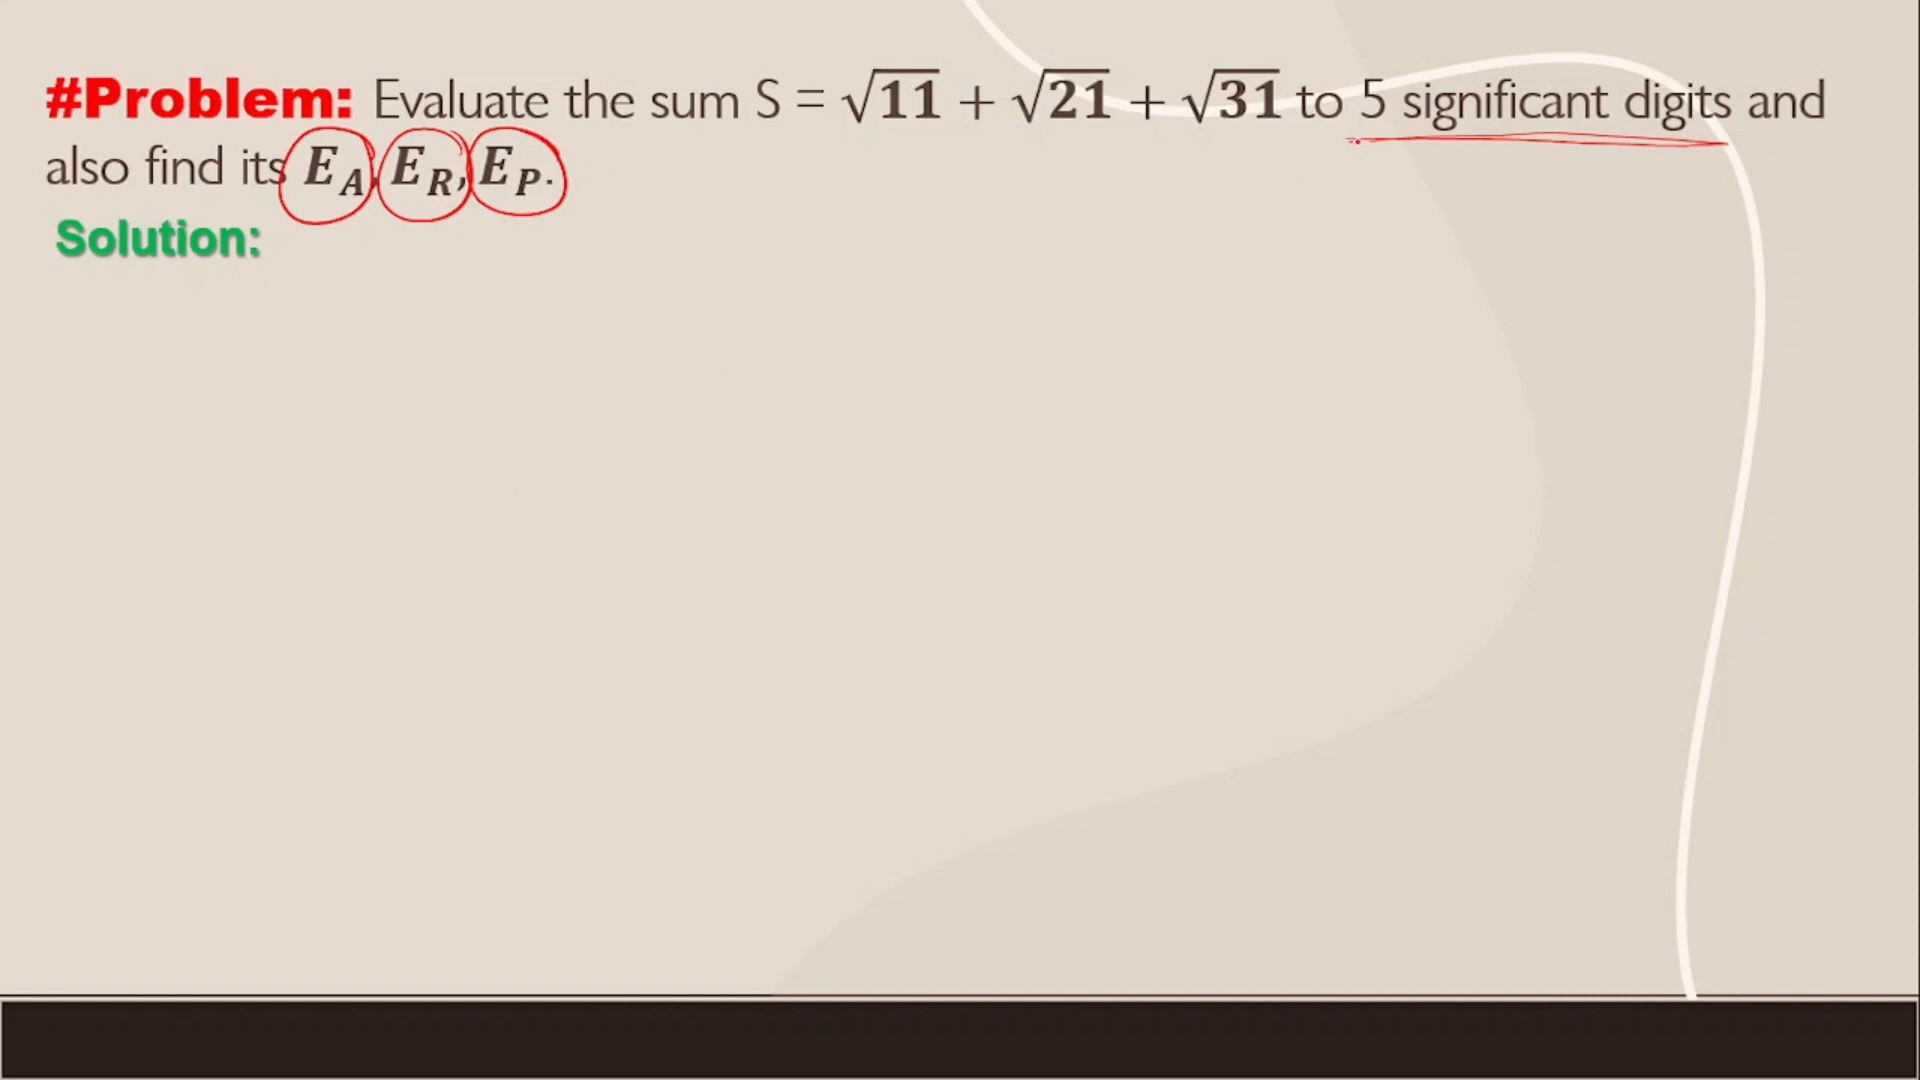 #Problem: Evaluate the sum S = √11 + √21 + √31 to 5 significant digits and
also find its E_A, E_R, E_P.
Solution: